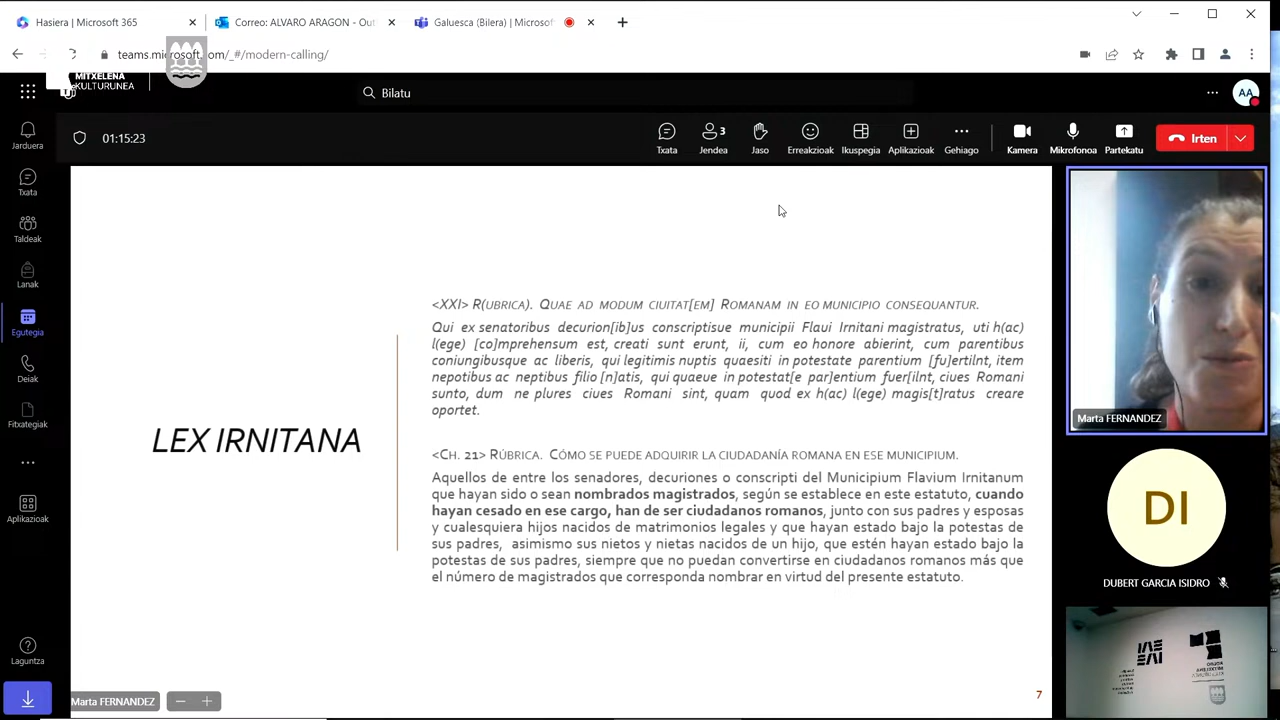 Hasiera | Microsoft 365
Correo: ALVARO ARAGON - Out
Galuesca (Bilera) | Microsof
teams.microsoft.com/_#/modern-calling/
MITXELENA
KULTURUNEA
Bilatu
AA
01:15:23
3
Txata
Jendea
Jaso
Erreakzioak
Ikuspegia
Aplikazioak
Gehiago
Kamera
Mikrofonoa
Partekatu
Irten
Jarduera
Txata
Taldeak
Lanak
Egutegia
Deiak
Fitxategiak
Aplikazioak
Laguntza
LEX IRNITANA
<XXI> R(UBRICA). QUAE AD MODUM CIUITAT[EM] ROMANAM IN EO MUNICIPIO CONSEQUANTUR.
Qui ex senatoribus decurion[ib]us conscriptisue municipii Flaui Irnitani magistratus, uti h(ac)
l(ege) [co]mprehensum est, creati sunt erunt, ii, cum eo honore abierint, cum parentibus
coniungibusque ac liberis, qui legitimis nuptis quaesiti in potestate parentium [fu]ertilnt, item
nepotibus ac neptibus filio [n]atis, qui quaeue in potestat[e par]entium fuer[ilnt, ciues Romani
sunto, dum ne plures ciues Romani sint, quam quod ex h(ac) l(ege) magis[t]ratus creare
oportet.
<CH. 21> RÚBRICA. CÓMO SE PUEDE ADQUIRIR LA CIUDADANÍA ROMANA EN ESE MUNICIPIUM.
Aquellos de entre los senadores, decuriones o conscripti del Municipium Flavium Irnitanum
que hayan sido o sean nombrados magistrados, según se establece en este estatuto, cuando
hayan cesado en ese cargo, han de ser ciudadanos romanos, junto con sus padres y esposas
y cualesquiera hijos nacidos de matrimonios legales y que hayan estado bajo la potestas de
sus padres, asimismo sus nietos y nietas nacidos de un hijo, que estén hayan estado bajo la
potestas de sus padres, siempre que no puedan convertirse en ciudadanos romanos más que
el número de magistrados que corresponda nombrar en virtud del presente estatuto.
7
Marta FERNANDEZ
Marta FERNANDEZ
DI
DUBERT GARCIA ISIDRO